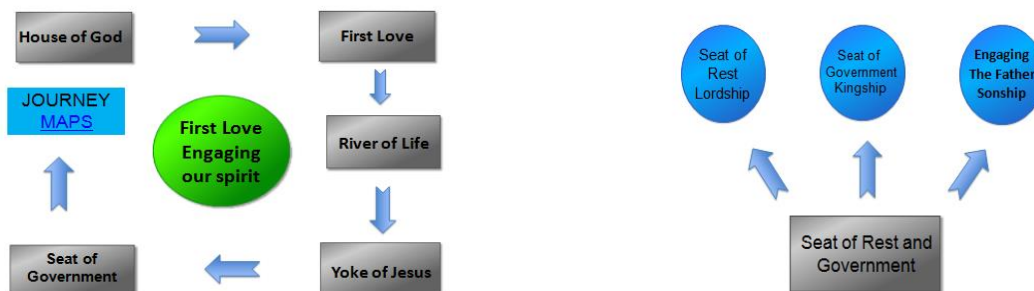 House of God
First Love
JOURNEY
MAPS
First Love
Engaging
our spirit
River of Life
Seat of
Government
Yoke of Jesus
Seat of
Rest
Lordship
Seat of
Government
Kingship
Engaging
The Father
Sonship
Seat of Rest and
Government